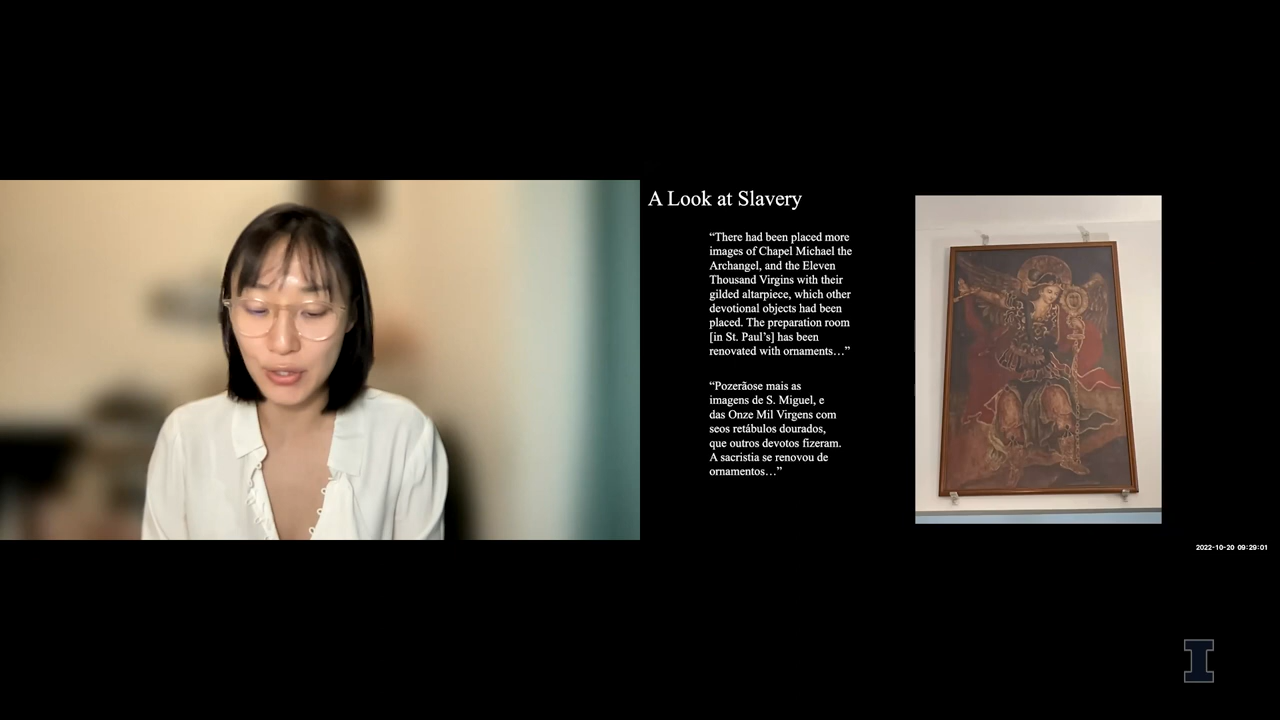 A Look at Slavery
“There had been placed more
images of Chapel Michael the
Archangel, and the Eleven
Thousand Virgins with their
gilded altarpiece, which other
devotional objects had been
placed. The preparation room
[in St. Paul’s] has been
renovated with ornaments…”
“Pozerãose mais as
imagens de S. Miguel, e
das Onze Mil Virgens com
seos retábulos dourados,
que outros devotos fizeram.
A sacristia se renovou de
ornamentos…”
2022-10-20 09:29:01
I